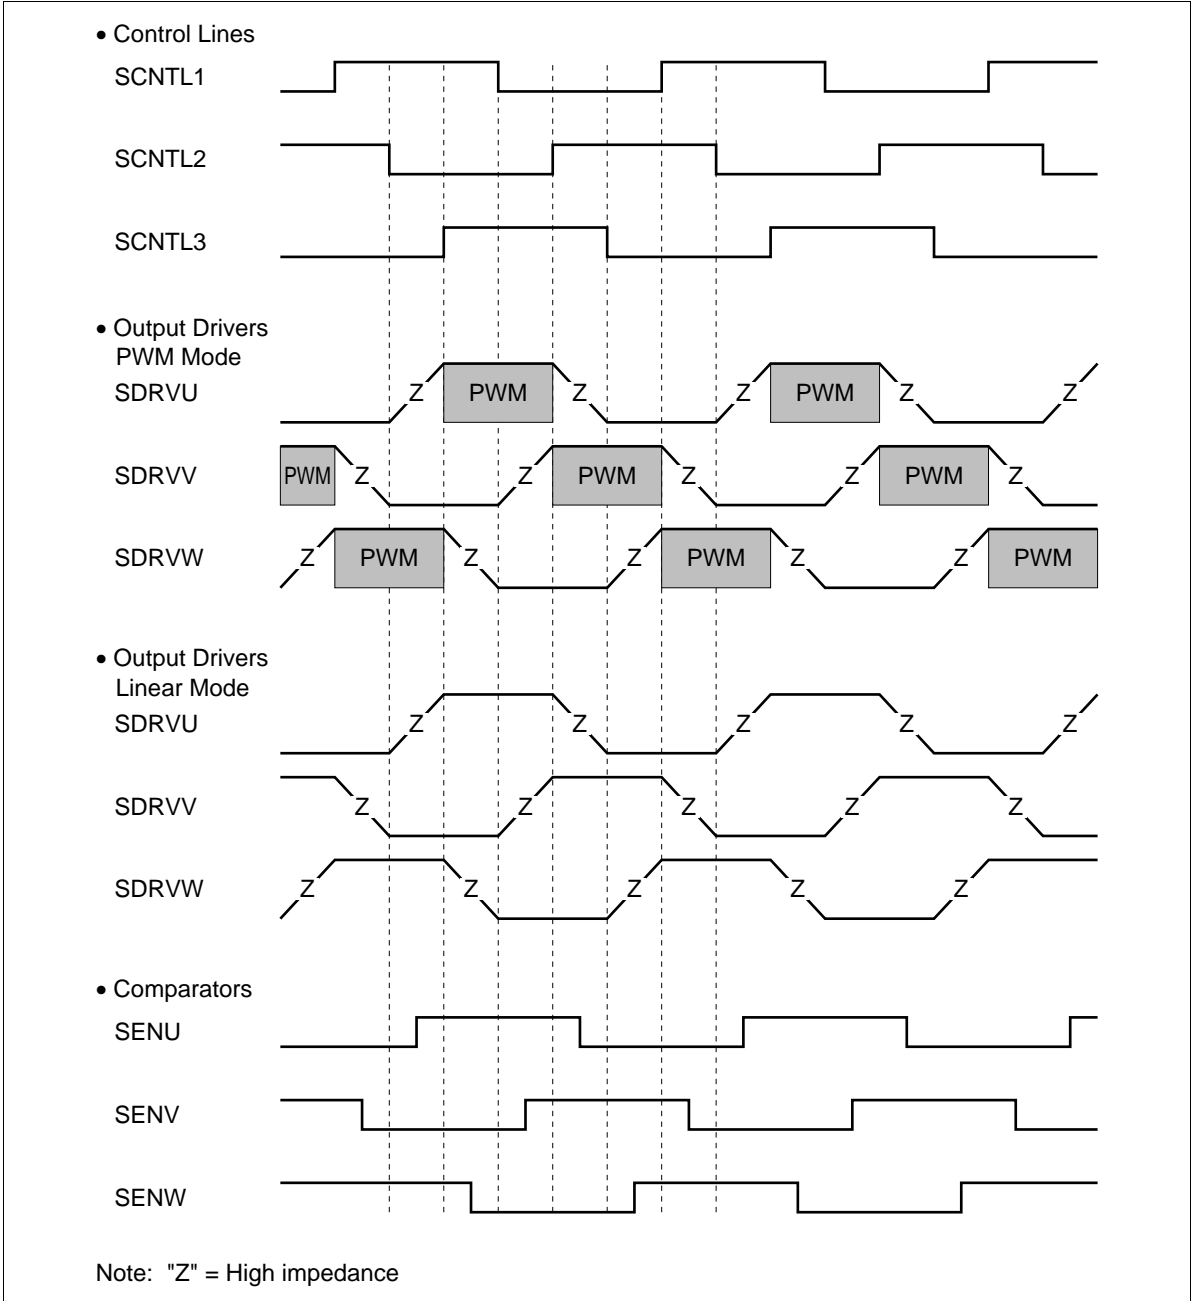 • Control Lines
SCNTL1
SCNTL2
SCNTL3
• Output Drivers
PWM Mode
SDRVU
Z PWM Z Z PWM Z Z
SDRVV
PWM Z Z PWM Z Z PWM Z
SDRVW
Z PWM Z Z PWM Z Z PWM
• Output Drivers
Linear Mode
SDRVU
Z Z Z Z Z
SDRVV
Z Z Z Z Z
SDRVW
Z Z Z Z Z
• Comparators
SENU
SENV
SENW
Note: "Z" = High impedance